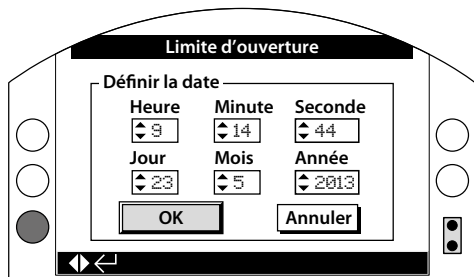 Limite d'ouverture
Définir la date
Heure Minute Seconde
9 14 44
Jour Mois Année
23 5 2013
OK Annuler